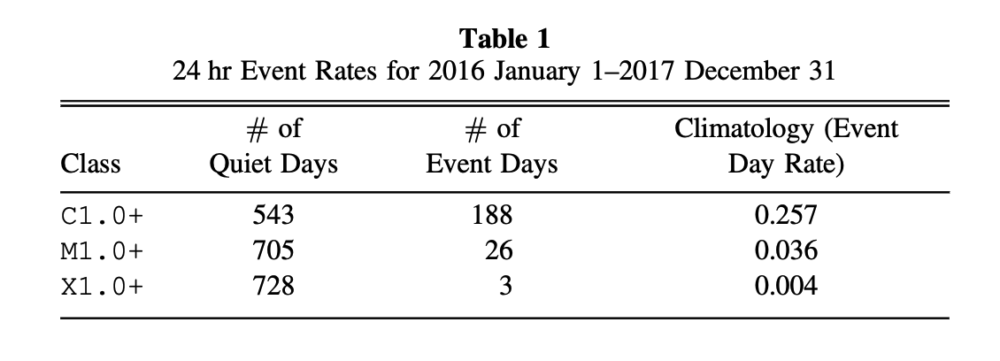 Table 1
24 hr Event Rates for 2016 January 1–2017 December 31
# of # of Climatology (Event
Class Quiet Days Event Days Day Rate)
C1.0+ 543 188 0.257
M1.0+ 705 26 0.036
X1.0+ 728 3 0.004